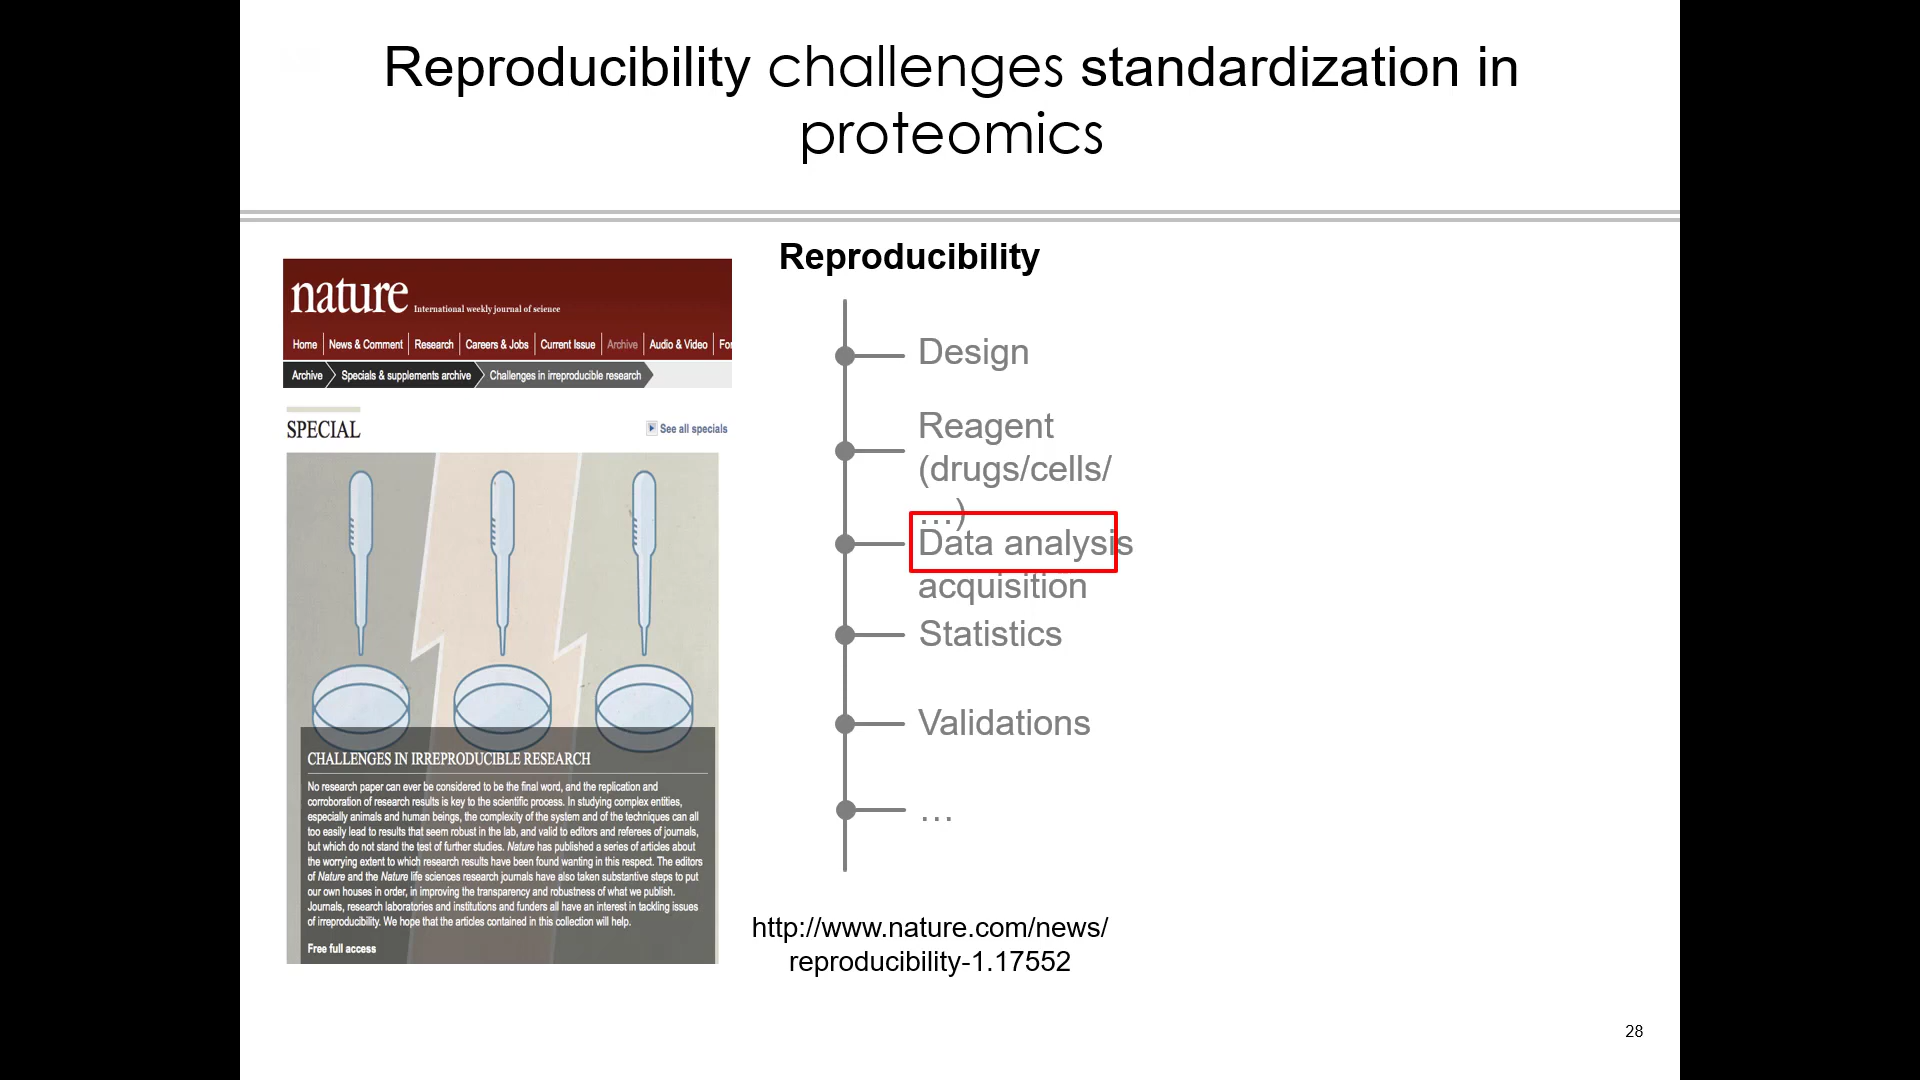 Reproducibility challenges standardization in
proteomics
nature International weekly journal of science
Home News & Comment Research Careers & Jobs Current Issue Archive Audio & Video For
Archive Specials & supplements archive Challenges in irreproducible research
SPECIAL
See all specials
CHALLENGES IN IRREPRODUCIBLE RESEARCH
No research paper can ever be considered to be the final word, and the replication and
corroboration of research results is key to the scientific process. In studying complex entities,
especially animals and human beings, the complexity of the system and of the techniques can all
too easily lead to results that seem robust in the lab, and valid to editors and referees of journals,
but which do not stand the test of further studies. Nature has published a series of articles about
the worrying extent to which research results have been found wanting in this respect. The editors
of Nature and the Nature life sciences research journals have also taken substantive steps to put
our own houses in order, in improving the transparency and robustness of what we publish.
Journals, research laboratories and institutions and funders all have an interest in tackling issues
of irreproducibility. We hope that the articles contained in this collection will help.
Free full access
Reproducibility
Design
Reagent
(drugs/cells/
…)
Data analysis
acquisition
Statistics
Validations
…
http://www.nature.com/news/
reproducibility-1.17552
28